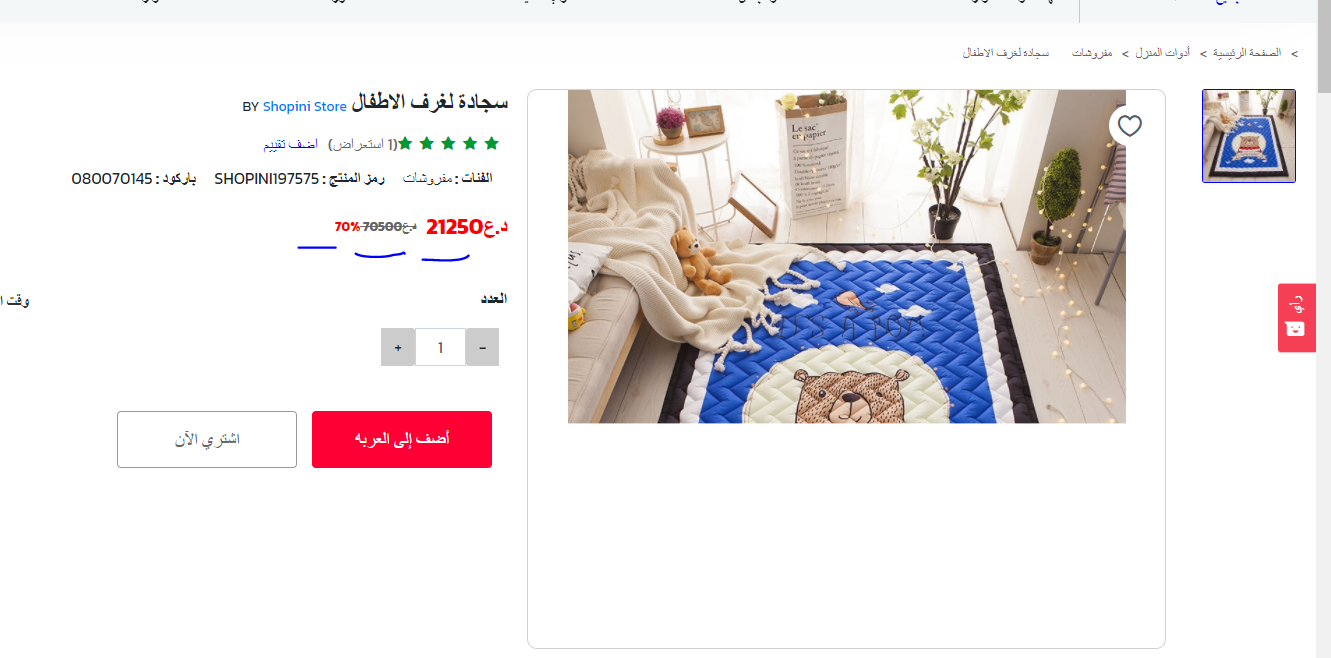 > الصفحة الرئيسية > أدوات المنزل > مفروشات سجادة لغرف الاطفال
سجادة لغرف الاطفال BY Shopini Store
(1 استعراض) اضف تقييم
الفئات : مفروشات رمز المنتج : SHOPINI197575 باركود : 080070145
د.ع21250 د.ع70500 70%
العدد
وقت ا
- 1 +
أضف إلى العربه
اشتري الآن
Le sac
en papier
رأي